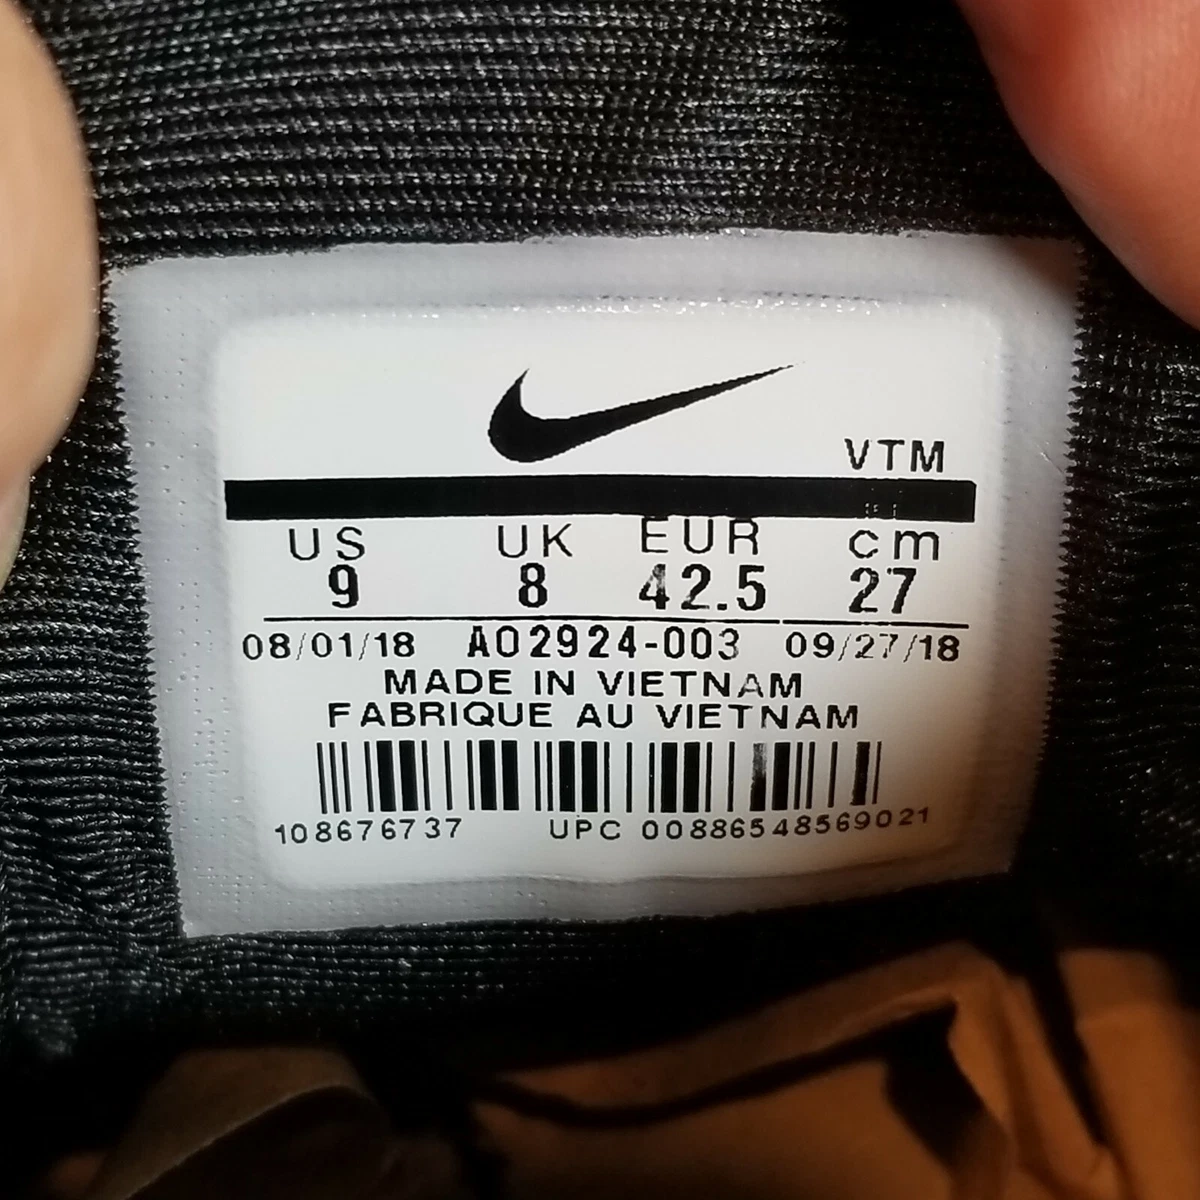 VTM
US UK EUR cm
9 8 42.5 27
08/01/18 AO2924-003 09/27/18
MADE IN VIETNAM
FABRIQUE AU VIETNAM
108676737 UPC 00886548569021